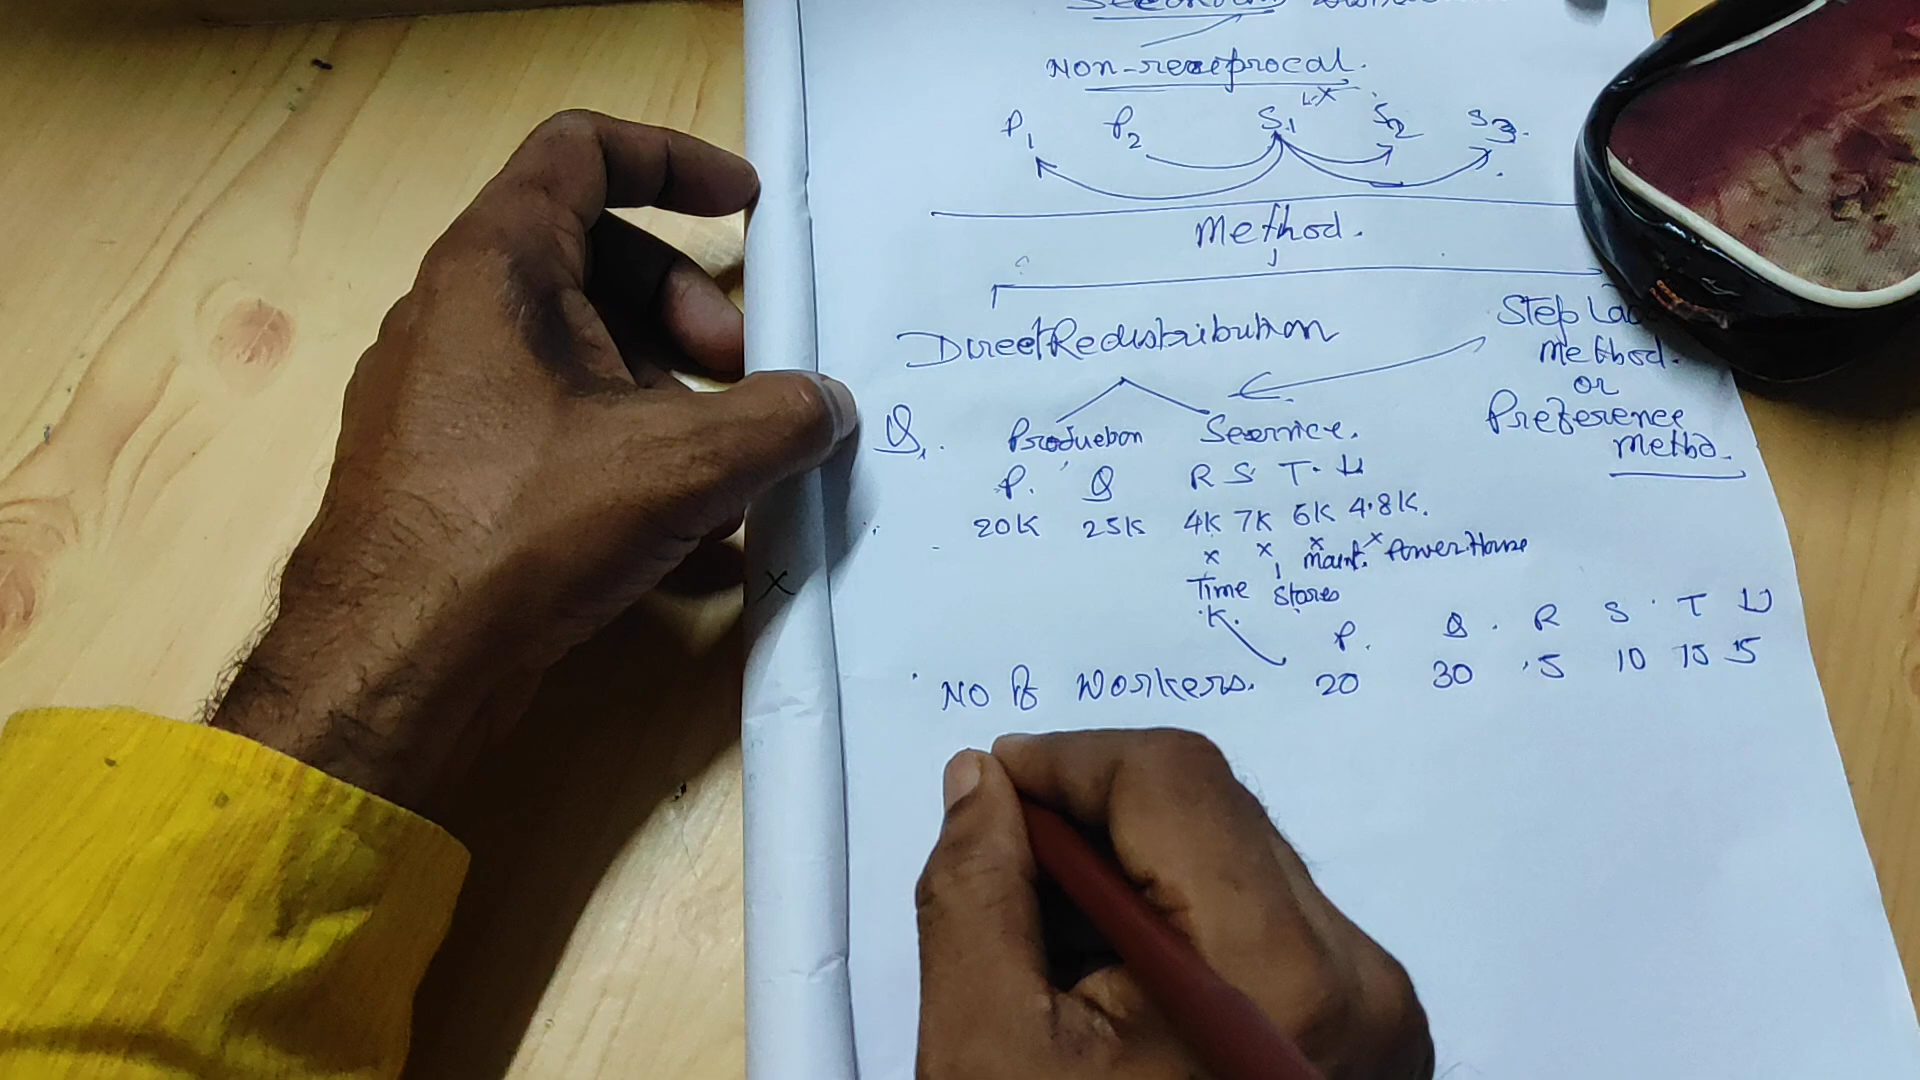 Non-reciprocal.
P1 P2 S1 S2 S3.
Method.
Direct Redistribution
Step
Method.
or
Preference
Metho.
Q. Production Service.
P. Q R S T. U
20K 25K 4K 7K 6K 4.8K.
x x x x
Maint. Power House
Time Stores
K.
P. Q. R S T U
No of Workers. 20 30 5 10 15 5